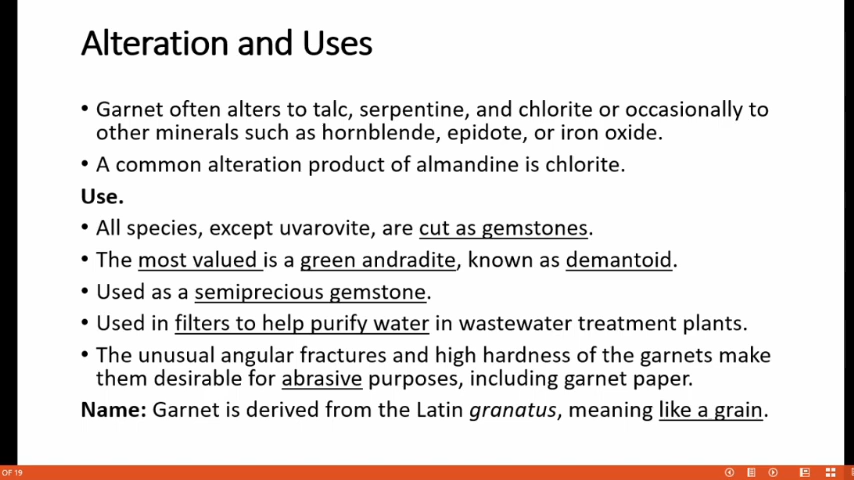 Alteration and Uses
• Garnet often alters to talc, serpentine, and chlorite or occasionally to
other minerals such as hornblende, epidote, or iron oxide.
• A common alteration product of almandine is chlorite.
Use.
• All species, except uvarovite, are cut as gemstones.
• The most valued is a green andradite, known as demantoid.
• Used as a semiprecious gemstone.
• Used in filters to help purify water in wastewater treatment plants.
• The unusual angular fractures and high hardness of the garnets make
them desirable for abrasive purposes, including garnet paper.
Name: Garnet is derived from the Latin granatus, meaning like a grain.
OF 19